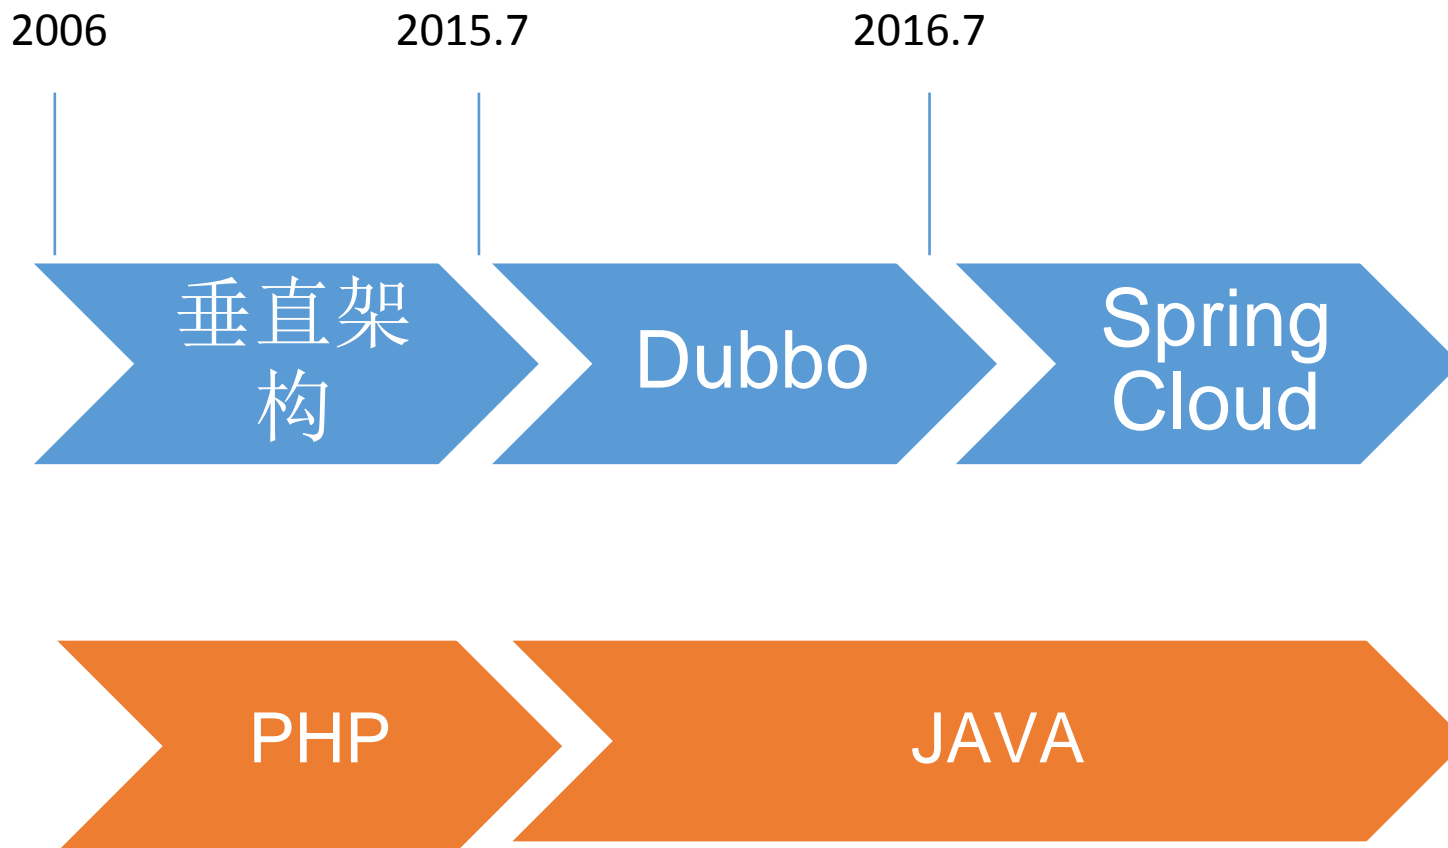 2006
2015.7
2016.7
垂直架
构
Dubbo
Spring
Cloud
PHP
JAVA